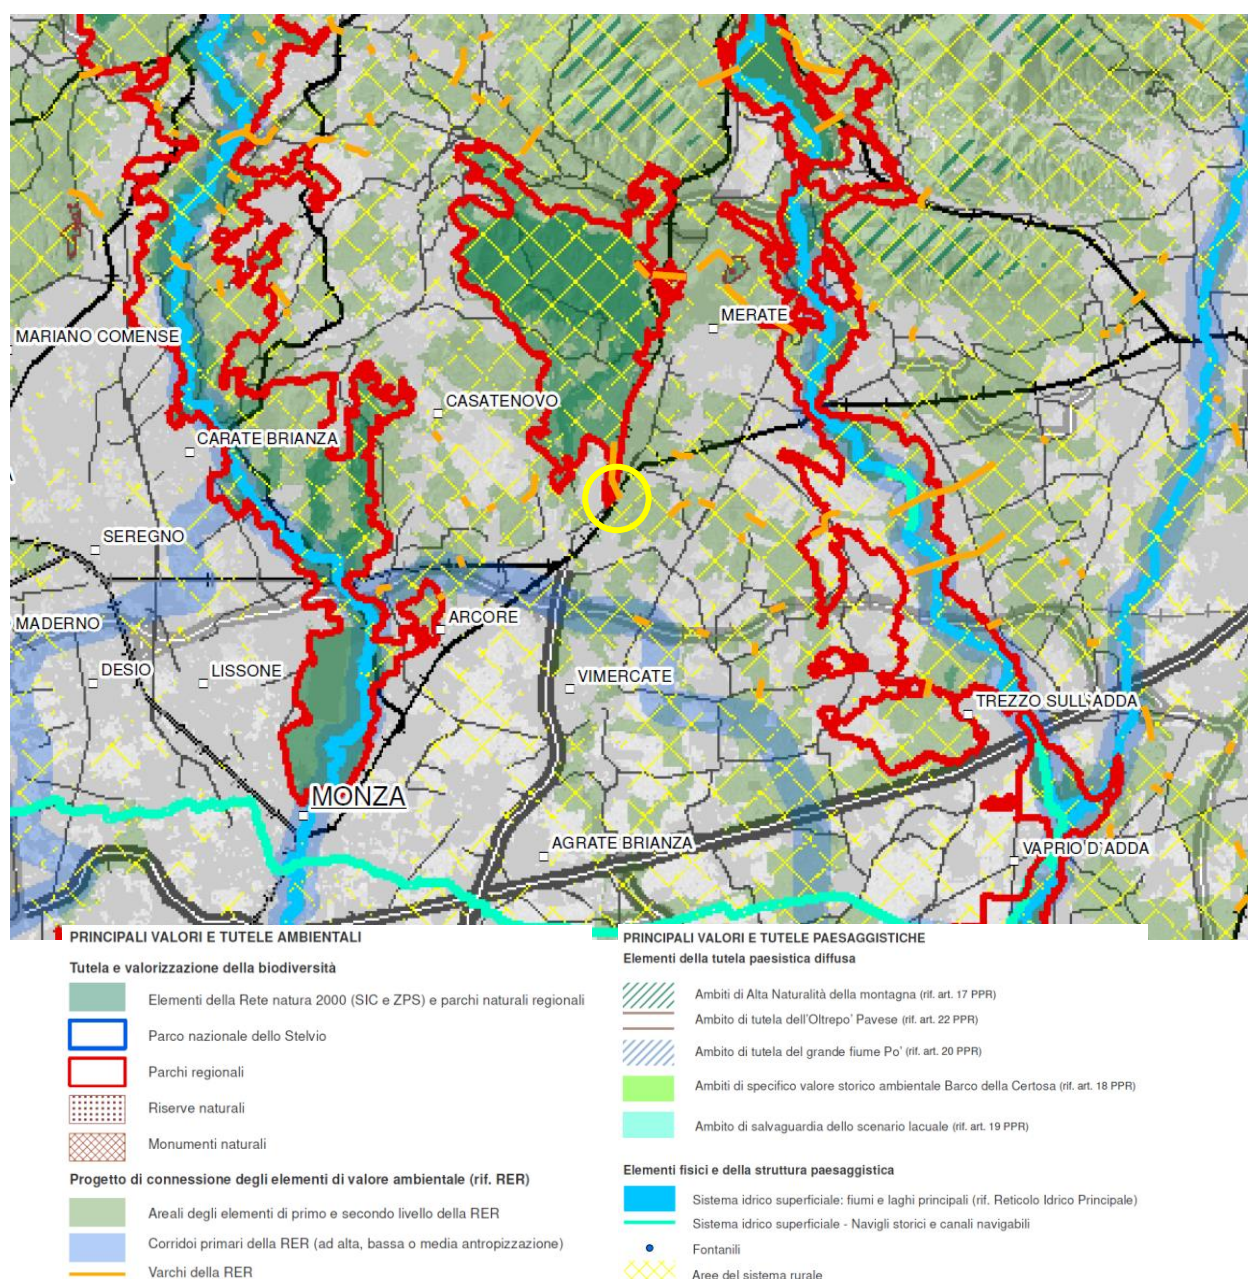 MERATE
MARIANO COMENSE
CASATENOVO
CARATE BRIANZA
SEREGNO
MADERNO
ARCORE
DESIO
LISSONE
VIMERCATE
TREZZO SULL'ADDA
MONZA
AGRATE BRIANZA
VAPRIO D`ADDA
PRINCIPALI VALORI E TUTELE AMBIENTALI
Tutela e valorizzazione della biodiversità
Elementi della Rete natura 2000 (SIC e ZPS) e parchi naturali regionali
Parco nazionale dello Stelvio
Parchi regionali
Riserve naturali
Monumenti naturali
Progetto di connessione degli elementi di valore ambientale (rif. RER)
Areali degli elementi di primo e secondo livello della RER
Corridoi primari della RER (ad alta, bassa o media antropizzazione)
Varchi della RER
PRINCIPALI VALORI E TUTELE PAESAGGISTICHE
Elementi della tutela paesistica diffusa
Ambiti di Alta Naturalità della montagna (rif. art. 17 PPR)
Ambito di tutela dell'Oltrepo' Pavese (rif. art. 22 PPR)
Ambito di tutela del grande fiume Po' (rif. art. 20 PPR)
Ambiti di specifico valore storico ambientale Barco della Certosa (rif. art. 18 PPR)
Ambito di salvaguardia dello scenario lacuale (rif. art. 19 PPR)
Elementi fisici e della struttura paesaggistica
Sistema idrico superficiale: fiumi e laghi principali (rif. Reticolo Idrico Principale)
Sistema idrico superficiale - Navigli storici e canali navigabili
Fontanili
Aree del sistema rurale